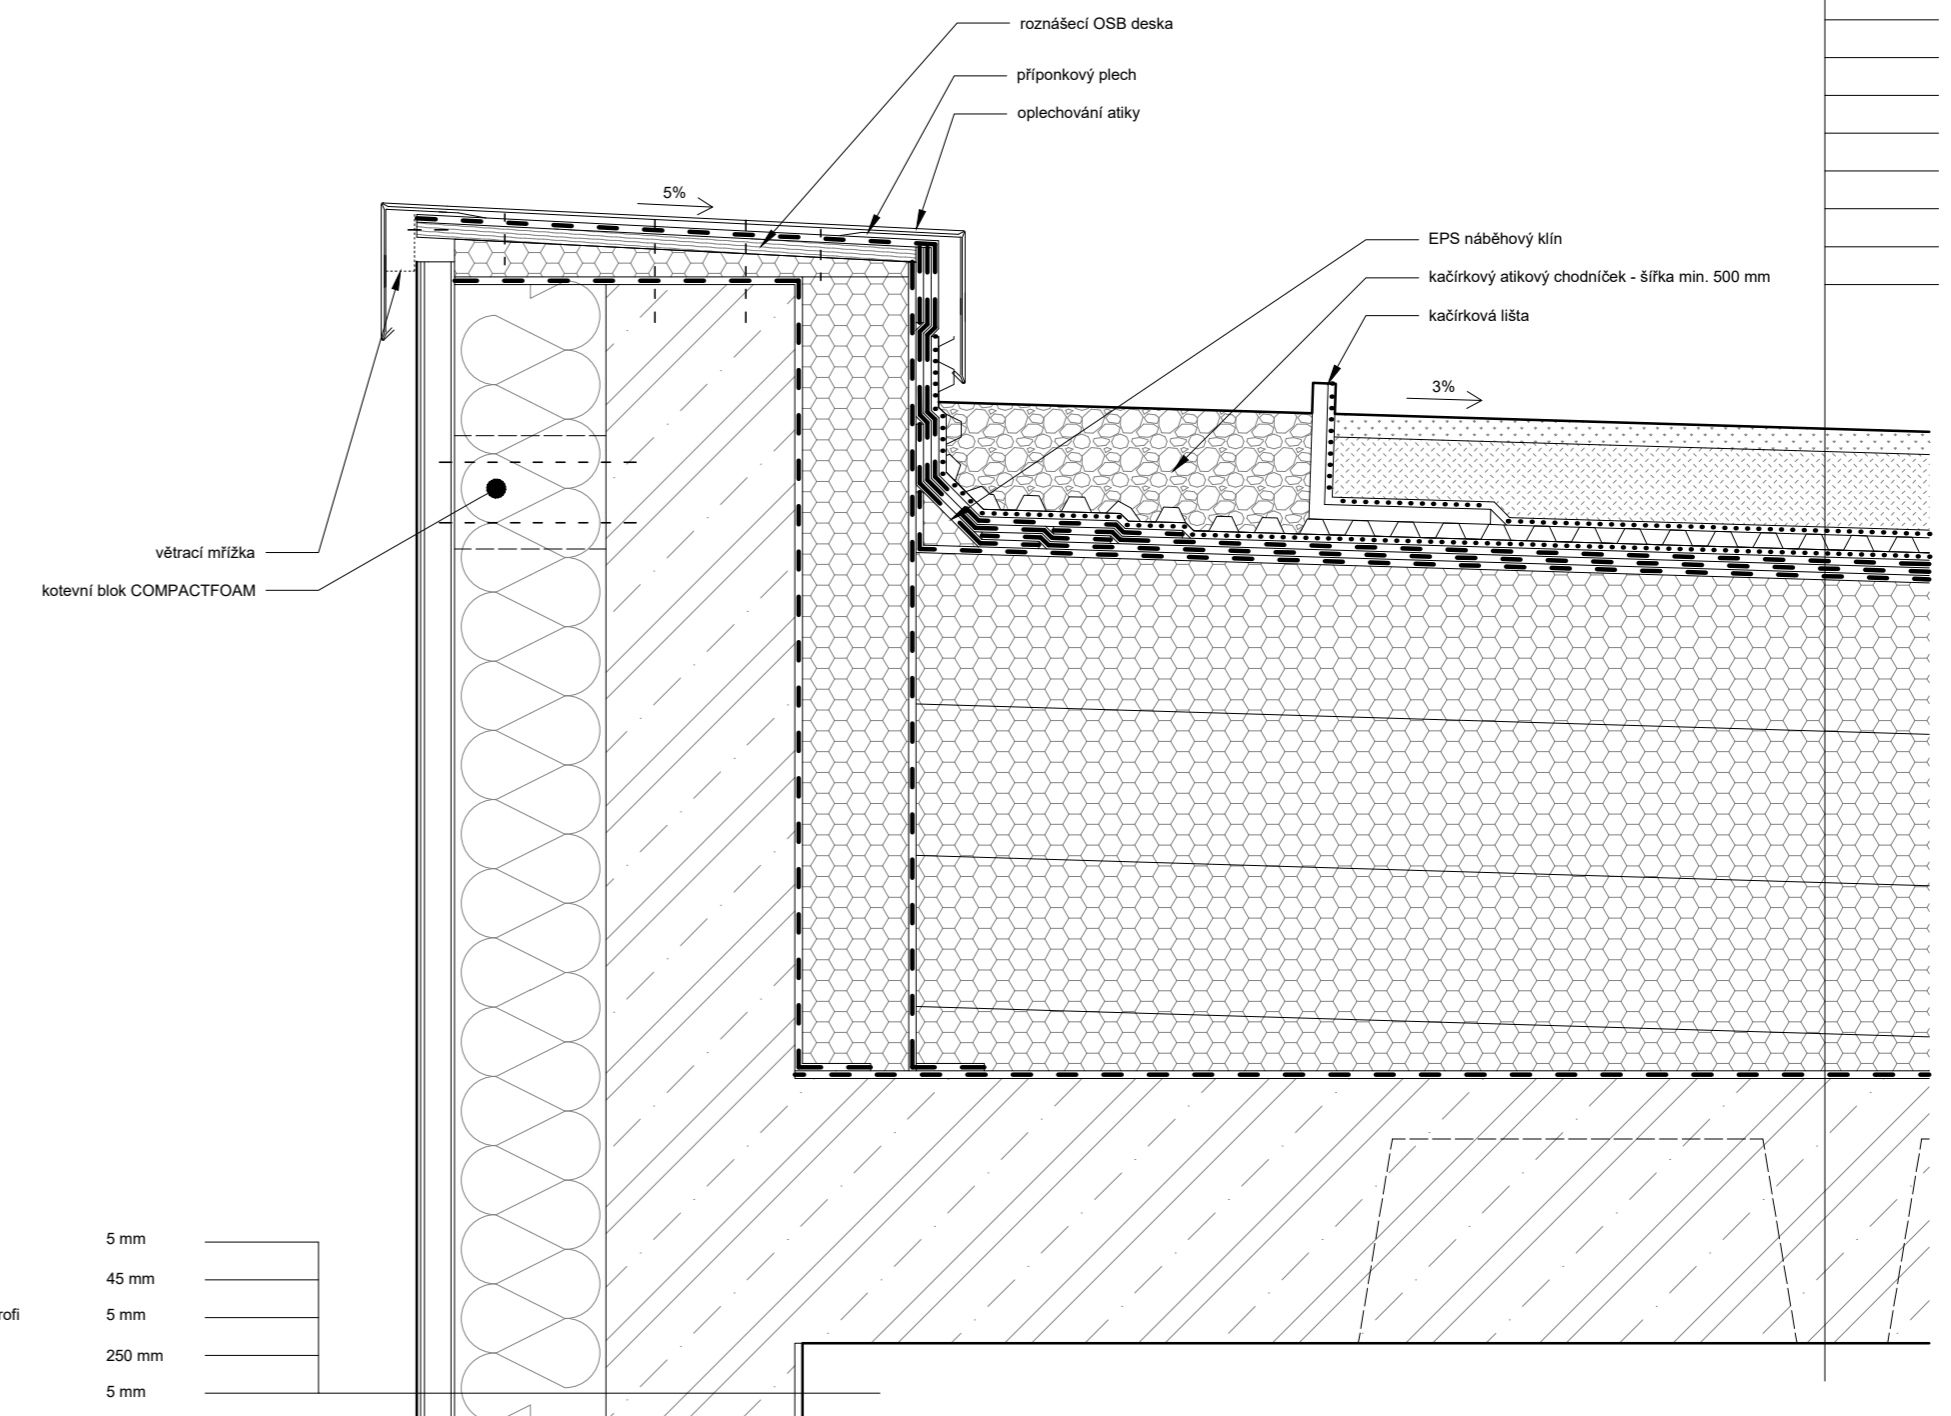 roznášecí OSB deska
příponkový plech
oplechování atiky
5%
EPS náběhový klín
kačírkový atikový chodníček - šířka min. 500 mm
kačírková lišta
3%
větrací mřížka
kotevní blok COMPACTFOAM
5 mm
45 mm
rofi 5 mm
250 mm
5 mm